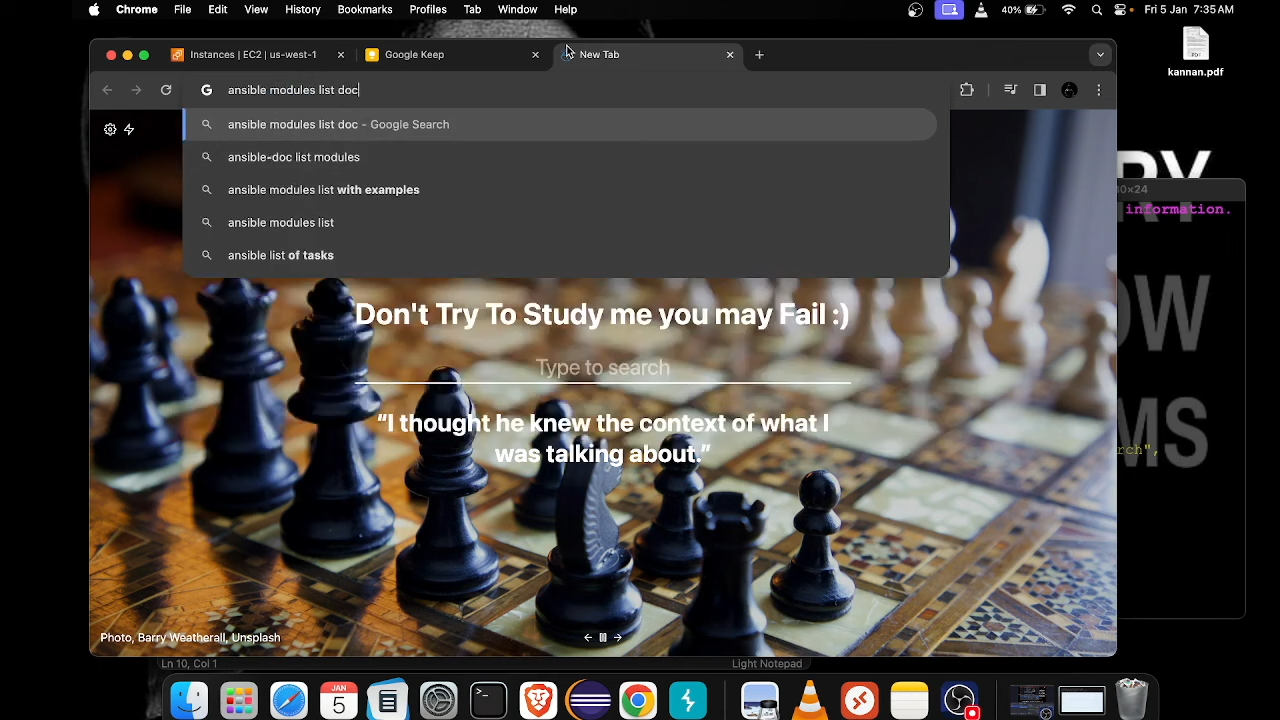 Chrome File Edit View History Bookmarks Profiles Tab Window Help 40% Fri 5 Jan 7:35 AM
kannan.pdf
Instances | EC2 | us-west-1
Google Keep
New Tab
ansible modules list doc
ansible modules list doc - Google Search
ansible-doc list modules
ansible modules list with examples
ansible modules list
ansible list of tasks
Don't Try To Study me you may Fail :)
Type to search
“I thought he knew the context of what I
was talking about.”
Photo, Barry Weatherall, Unsplash
information.
Ln 10, Col 1
Light Notepad
JAN
5